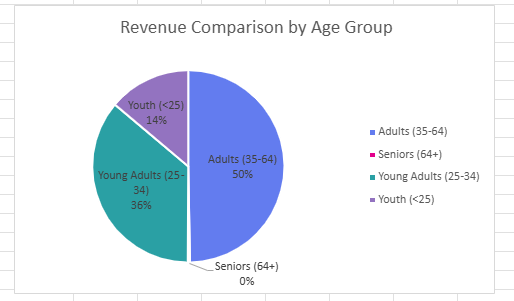 Revenue Comparison by Age Group
Youth (<25)
14%
Adults (35-64)
50%
Young Adults (25-
34)
36%
Seniors (64+)
0%
Adults (35-64)
Seniors (64+)
Young Adults (25-34)
Youth (<25)